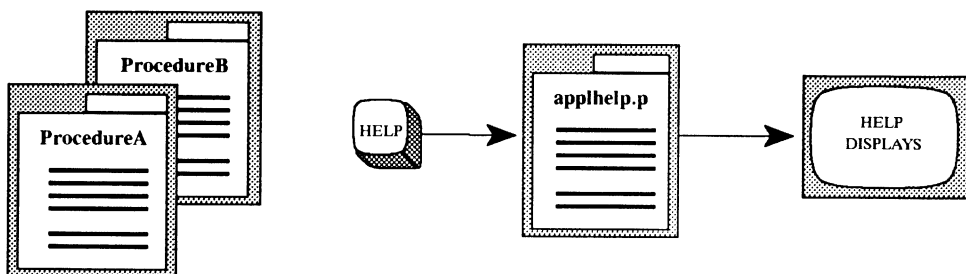 ProcedureB
ProcedureA
HELP
applhelp.p
HELP
DISPLAYS